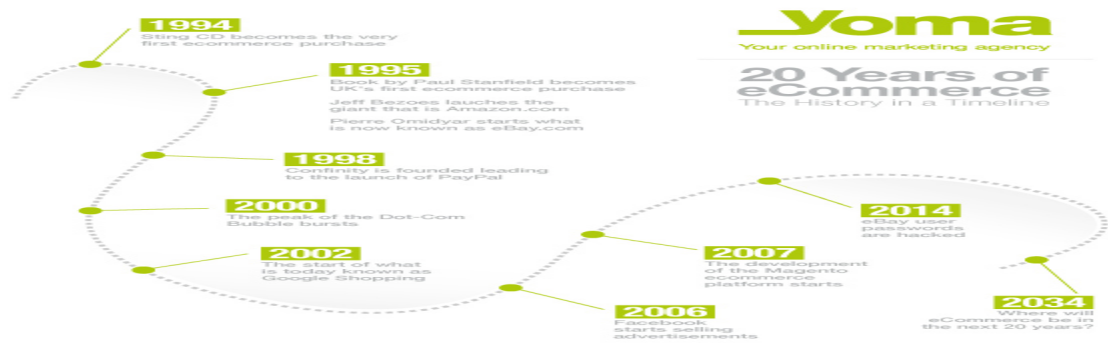 yoma
Your online marketing agency
20 Years of
eCommerce
The History in a Timeline
1994
Sting CD becomes the very
first ecommerce purchase
1995
Book by Paul Stanfield becomes
UK's first ecommerce purchase
Jeff Bezoes lauches the
giant that is Amazon.com
Pierre Omidyar starts what
is now known as eBay.com
1998
Confinity is founded leading
to the launch of PayPal
2000
The peak of the Dot-Com
Bubble bursts
2002
The start of what
is today known as
Google Shopping
2006
Facebook
starts selling
advertisements
2007
The development
of the Magento
ecommerce
platform starts
2014
eBay user
passwords
are hacked
2034
Where will
eCommerce be in
the next 20 years?